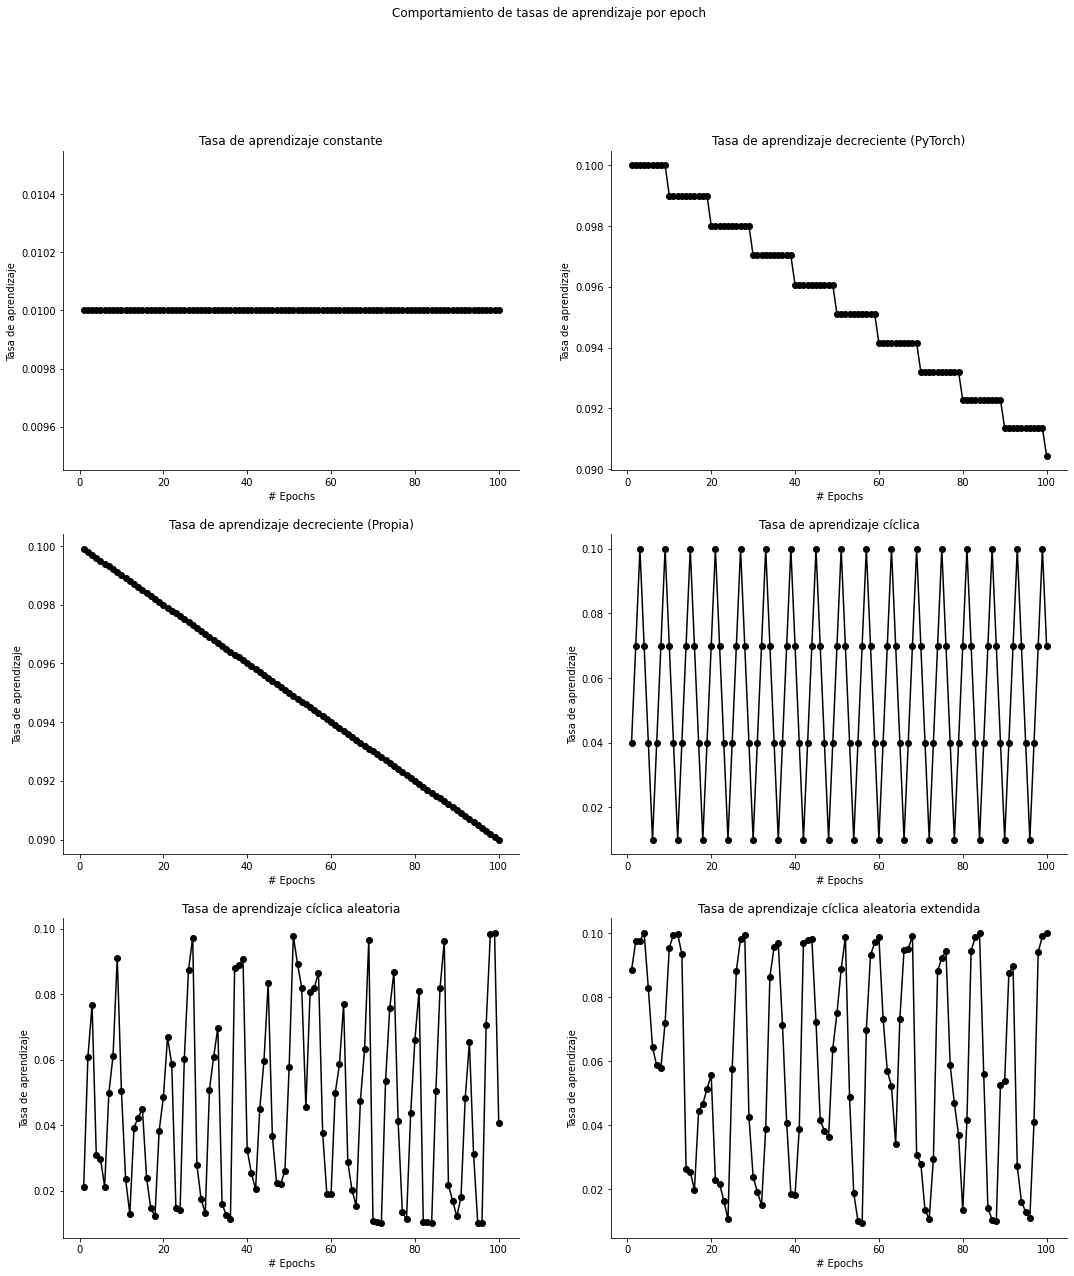 Comportamiento de tasas de aprendizaje por epoch
Tasa de aprendizaje constante
0.0104
0.0102
0.0100
0.0098
0.0096
Tasa de aprendizaje
0 20 40 60 80 100
# Epochs
Tasa de aprendizaje decreciente (PyTorch)
0.100
0.098
0.096
0.094
0.092
0.090
Tasa de aprendizaje
0 20 40 60 80 100
# Epochs
Tasa de aprendizaje decreciente (Propia)
0.100
0.098
0.096
0.094
0.092
0.090
Tasa de aprendizaje
0 20 40 60 80 100
# Epochs
Tasa de aprendizaje cíclica
0.10
0.08
0.06
0.04
0.02
Tasa de aprendizaje
0 20 40 60 80 100
# Epochs
Tasa de aprendizaje cíclica aleatoria
0.10
0.08
0.06
0.04
0.02
Tasa de aprendizaje
0 20 40 60 80 100
# Epochs
Tasa de aprendizaje cíclica aleatoria extendida
0.10
0.08
0.06
0.04
0.02
Tasa de aprendizaje
0 20 40 60 80 100
# Epochs